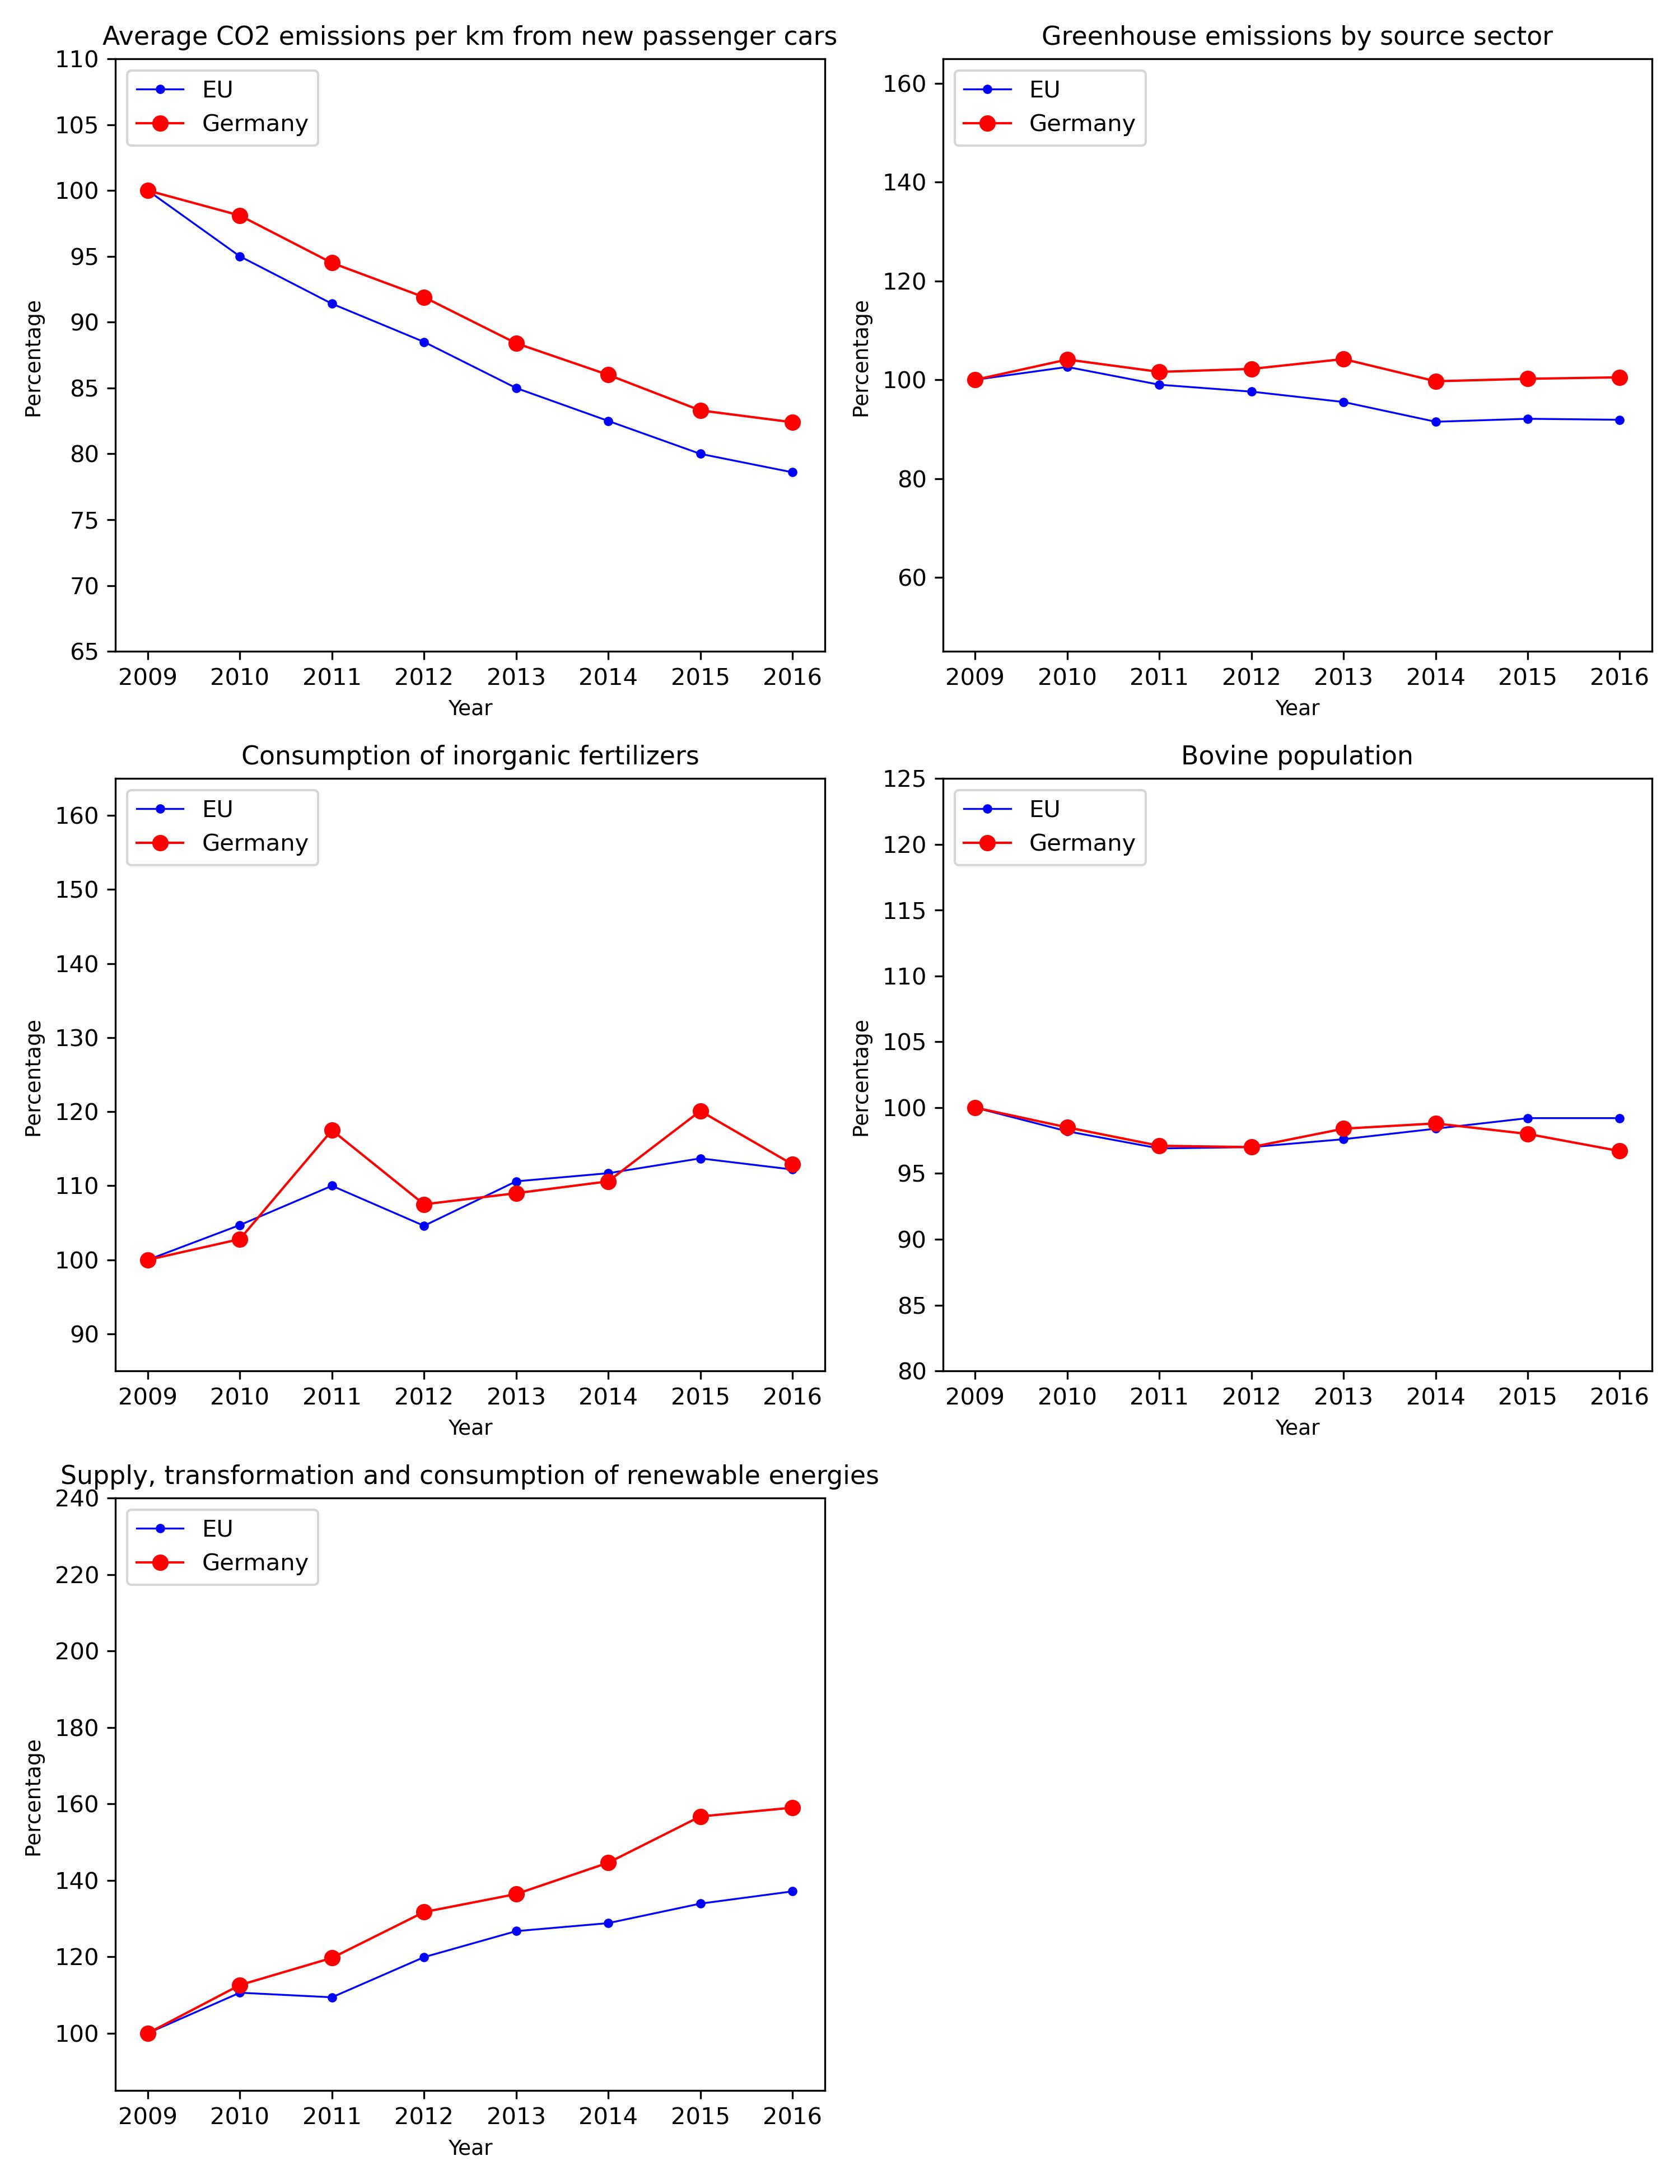 Average CO2 emissions per km from new passenger cars
110
105
100
95
90
85
80
75
70
65
Percentage
EU
Germany
2009 2010 2011 2012 2013 2014 2015 2016
Year
Greenhouse emissions by source sector
160
140
120
100
80
60
Percentage
EU
Germany
2009 2010 2011 2012 2013 2014 2015 2016
Year
Consumption of inorganic fertilizers
160
150
140
130
120
110
100
90
Percentage
EU
Germany
2009 2010 2011 2012 2013 2014 2015 2016
Year
Bovine population
125
120
115
110
105
100
95
90
85
80
Percentage
EU
Germany
2009 2010 2011 2012 2013 2014 2015 2016
Year
Supply, transformation and consumption of renewable energies
240
220
200
180
160
140
120
100
Percentage
EU
Germany
2009 2010 2011 2012 2013 2014 2015 2016
Year